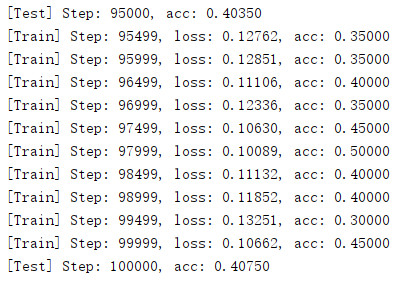 [Test] Step: 95000, acc: 0.40350
[Train] Step: 95499, loss: 0.12762, acc: 0.35000
[Train] Step: 95999, loss: 0.12851, acc: 0.35000
[Train] Step: 96499, loss: 0.11106, acc: 0.40000
[Train] Step: 96999, loss: 0.12336, acc: 0.35000
[Train] Step: 97499, loss: 0.10630, acc: 0.45000
[Train] Step: 97999, loss: 0.10089, acc: 0.50000
[Train] Step: 98499, loss: 0.11132, acc: 0.40000
[Train] Step: 98999, loss: 0.11852, acc: 0.40000
[Train] Step: 99499, loss: 0.13251, acc: 0.30000
[Train] Step: 99999, loss: 0.10662, acc: 0.45000
[Test] Step: 100000, acc: 0.40750